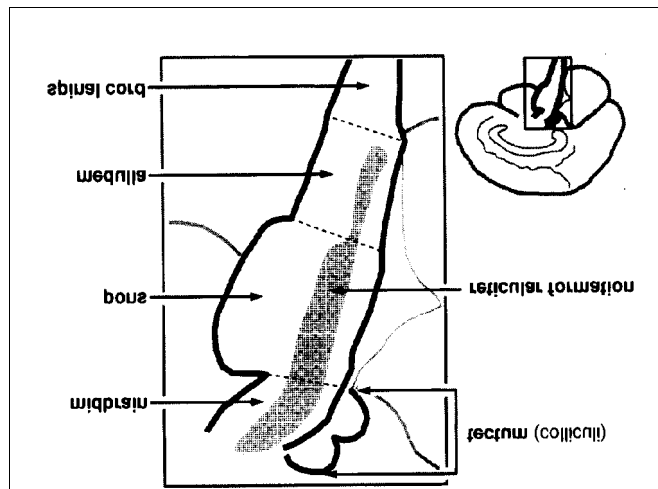 spinal cord
medulla
pons
reticular formation
midbrain
tectum (colliculi)